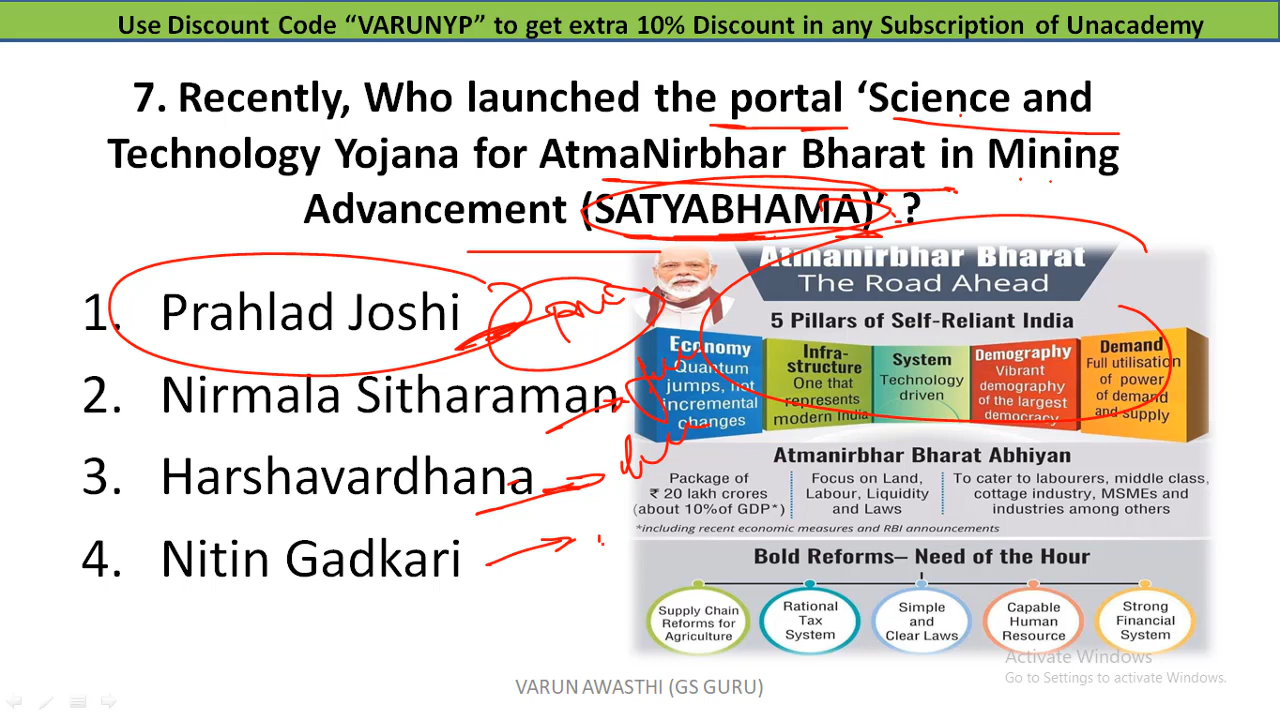 Use Discount Code “VARUNYP” to get extra 10% Discount in any Subscription of Unacademy
7. Recently, Who launched the portal ‘Science and
Technology Yojana for AtmaNirbhar Bharat in Mining
Advancement (SATYABHAMA)’ ?
1. Prahlad Joshi
2. Nirmala Sitharaman
3. Harshavardhana
4. Nitin Gadkari
Atmanirbhar Bharat
The Road Ahead
5 Pillars of Self-Reliant India
Economy
Quantum
jumps, not
incremental
changes
Infra-
structure
One that
represents
modern India
System
Technology
driven
Demography
Vibrant
demography
of the largest
democracy
Demand
Full utilisation
of power
of demand
and supply
Atmanirbhar Bharat Abhiyan
Package of
₹ 20 lakh crores
(about 10% of GDP*)
Focus on Land,
Labour, Liquidity
and Laws
To cater to labourers, middle class,
cottage industry, MSMEs and
industries among others
*including recent economic measures and RBI announcements
Bold Reforms– Need of the Hour
Supply Chain
Reforms for
Agriculture
Rational
Tax
System
Simple
and
Clear Laws
Capable
Human
Resource
Strong
Financial
System
Activate Windows
Go to Settings to activate Windows.
VARUN AWASTHI (GS GURU)